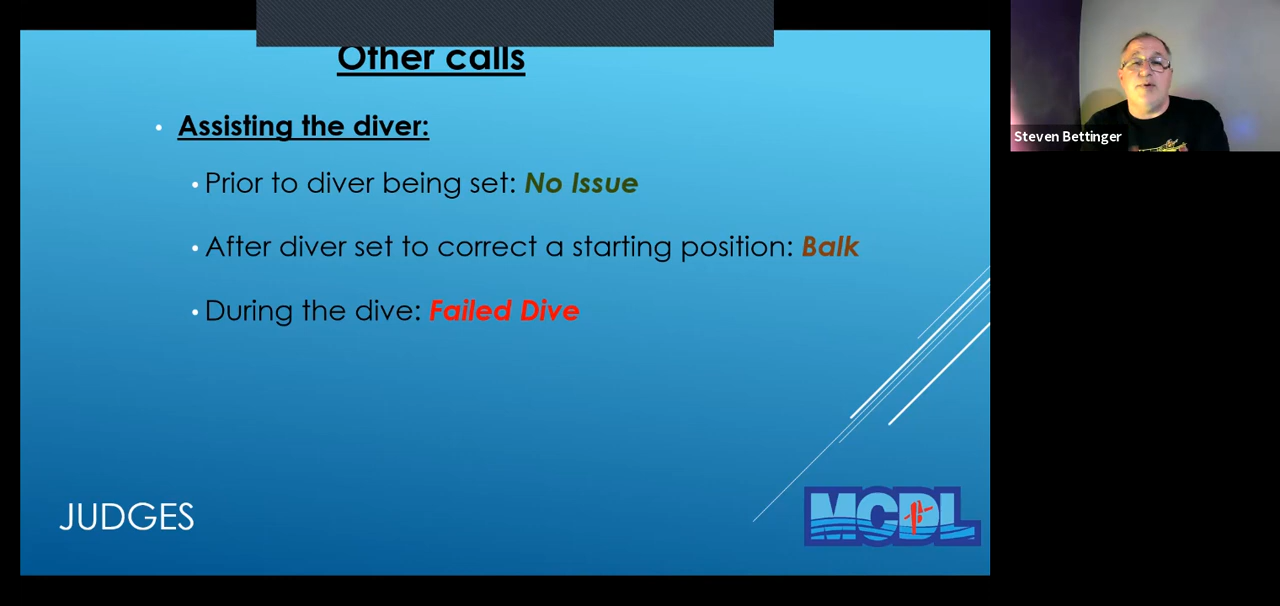 Other calls
Assisting the diver:
Prior to diver being set: No Issue
After diver set to correct a starting position: Balk
During the dive: Failed Dive
JUDGES
MCDL
Steven Bettinger